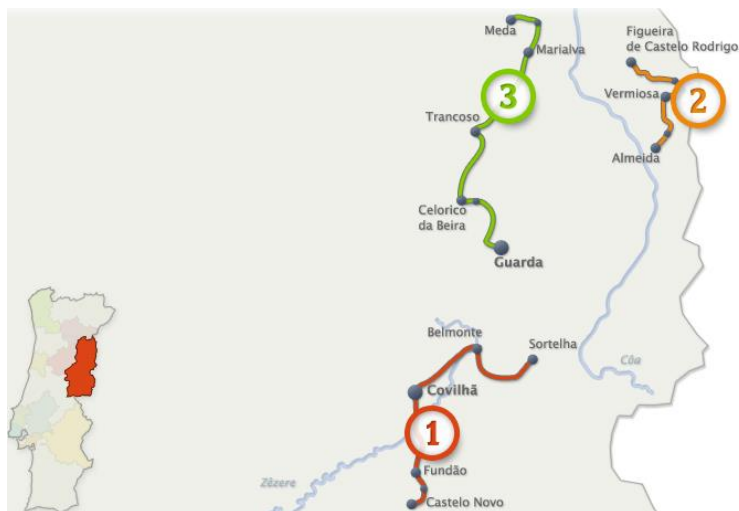 Meda
Marialva
3
Trancoso
Celorico
da Beira
Guarda
Figueira
de Castelo Rodrigo
Vermiosa
2
Almeida
Belmonte
Sortelha
Côa
Covilhã
1
Fundão
Zêzere
Castelo Novo